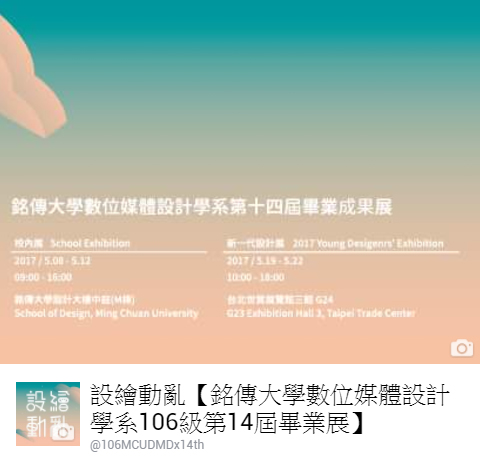 銘傳大學數位媒體設計學系第十四屆畢業成果展
校內展 School Exhibition
2017 / 5.08 - 5.12
09:00 - 16:00
銘傳大學設計大樓中庭(M棟)
School of Design, Ming Chuan University
新一代設計展 2017 Young Desigenrs' Exhibition
2017 / 5.19 - 5.22
10:00 - 18:00
台北世貿展覽館三館 G24
G23 Exhibition Hall 3, Taipei Trade Center
設繪
動亂
設繪動亂【銘傳大學數位媒體設計
學系106級第14屆畢業展】
@106MCUDMDx14th